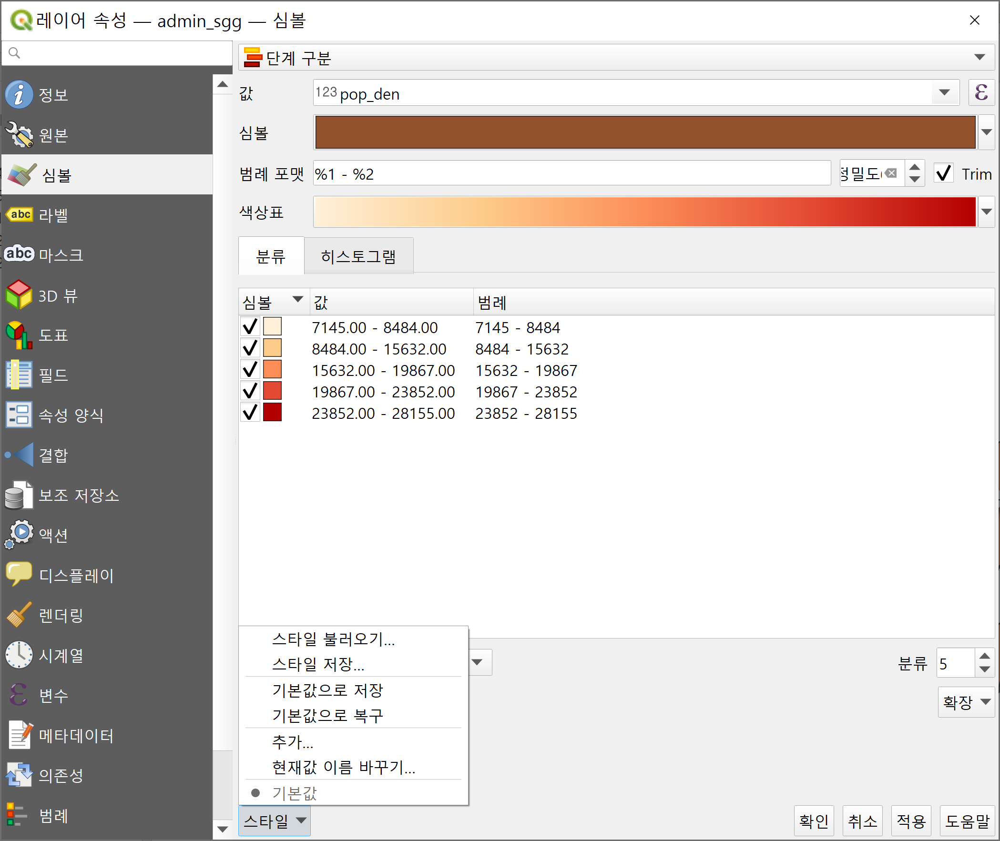 레이어 속성 — admin_sgg — 심볼
정보
원본
심볼
라벨
abc
마스크
abc
3D 뷰
도표
필드
속성 양식
결합
보조 저장소
액션
디스플레이
렌더링
시계열
변수
메타데이터
의존성
범례
단계 구분
값 123 pop_den ε
심볼
범례 포맷 %1 - %2 정밀도 Trim
색상표
분류 히스토그램
심볼 값 범례
7145.00 - 8484.00 7145 - 8484
8484.00 - 15632.00 8484 - 15632
15632.00 - 19867.00 15632 - 19867
19867.00 - 23852.00 19867 - 23852
23852.00 - 28155.00 23852 - 28155
스타일 불러오기...
스타일 저장...
기본값으로 저장
기본값으로 복구
추가...
현재값 이름 바꾸기...
기본값
분류 5
확장
스타일 확인 취소 적용 도움말